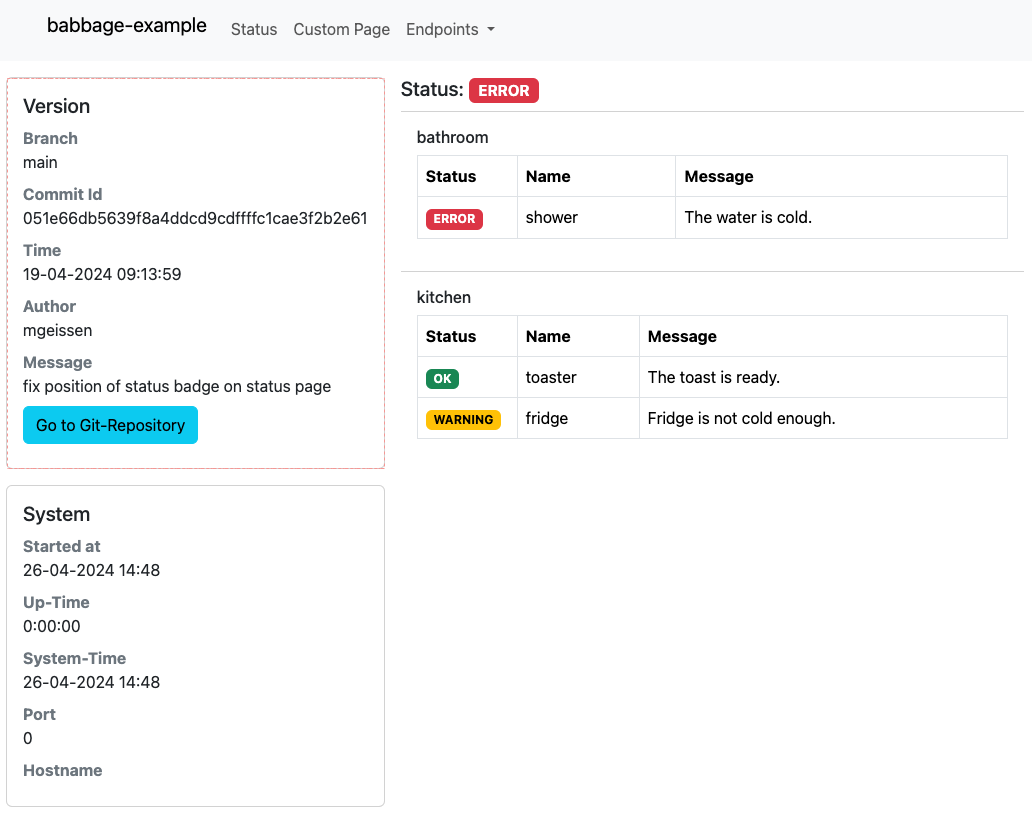 babbage-example Status Custom Page Endpoints
Version
Branch
main
Commit Id
051e66db5639f8a4ddcd9cdffffc1cae3f2b2e61
Time
19-04-2024 09:13:59
Author
mgeissen
Message
fix position of status badge on status page
Go to Git-Repository
System
Started at
26-04-2024 14:48
Up-Time
0:00:00
System-Time
26-04-2024 14:48
Port
0
Hostname
Status: ERROR
bathroom
Status Name Message
ERROR shower The water is cold.
kitchen
Status Name Message
OK toaster The toast is ready.
WARNING fridge Fridge is not cold enough.